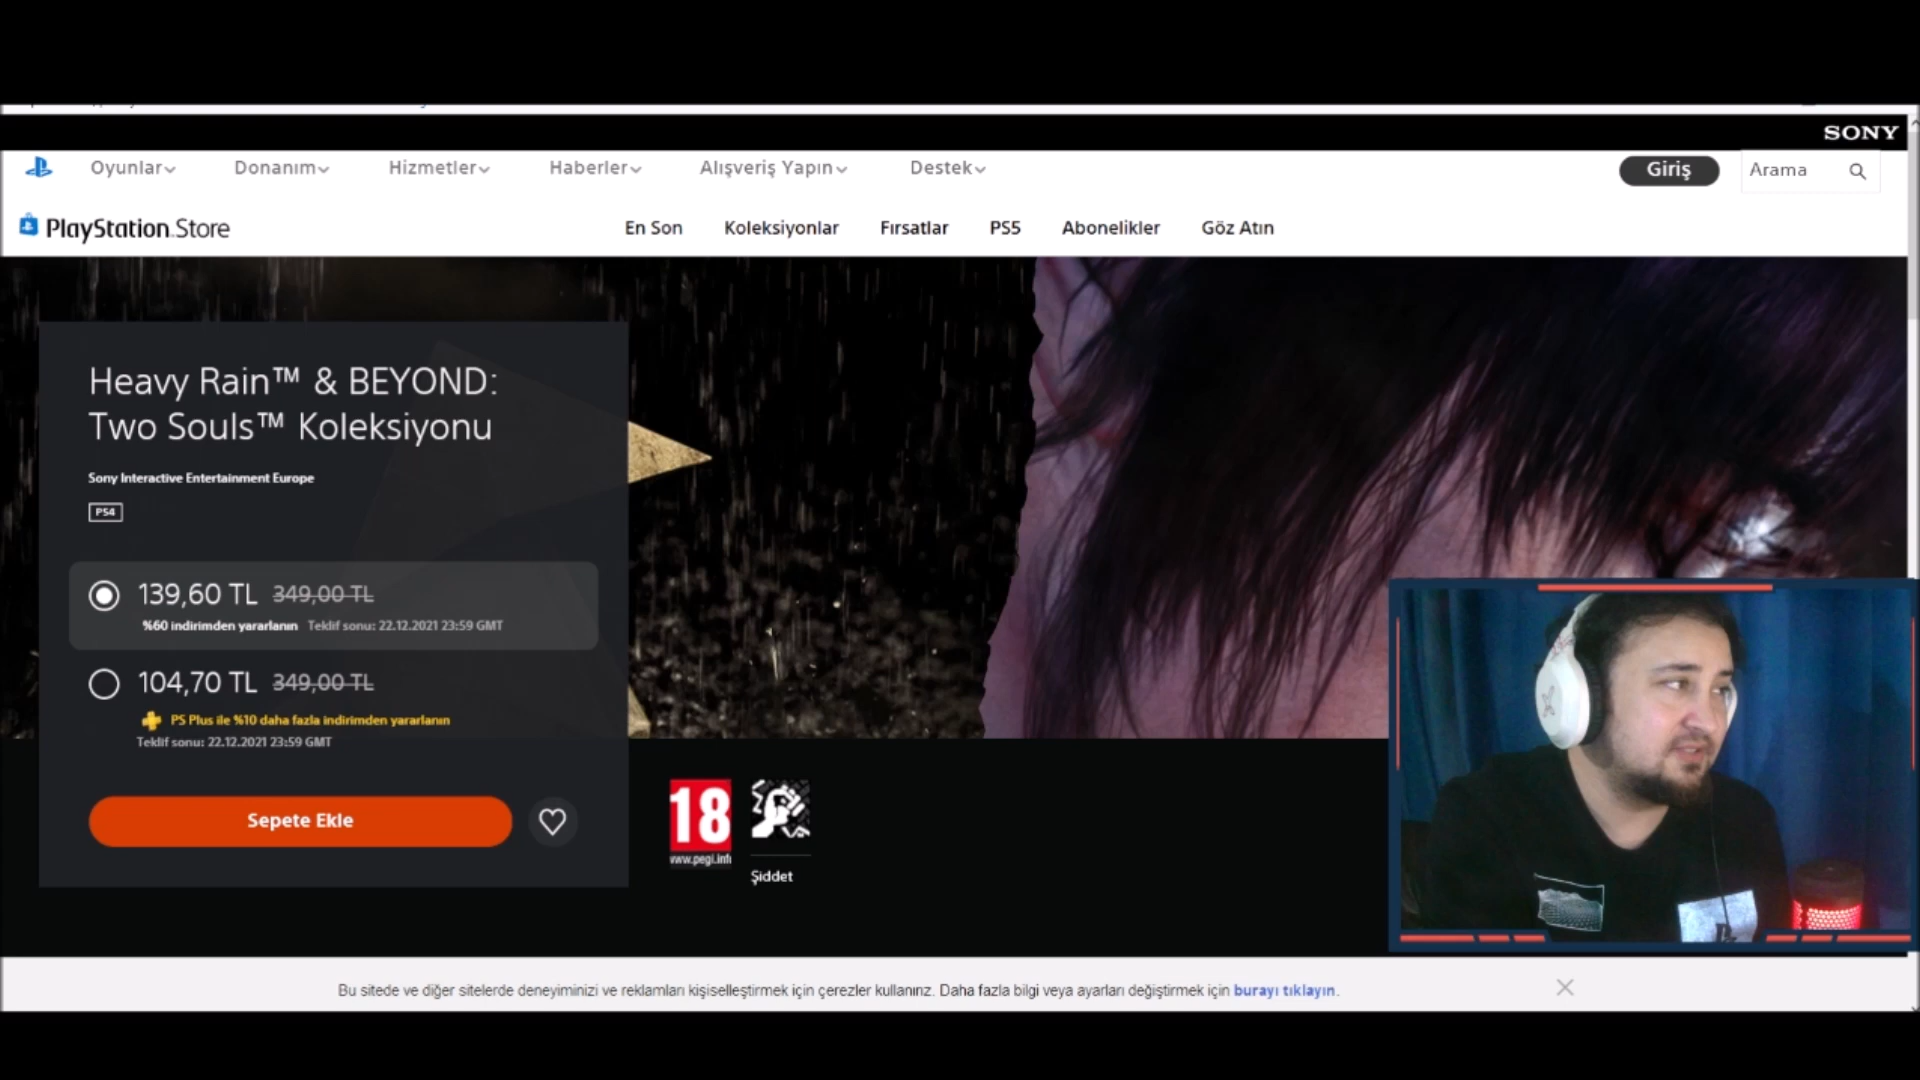 SONY
Oyunlar
Donanım
Hizmetler
Haberler
Alışveriş Yapın
Destek
Giriş
Arama
PlayStation Store
En Son
Koleksiyonlar
Fırsatlar
PS5
Abonelikler
Göz Atın
Heavy Rain™ & BEYOND:
Two Souls™ Koleksiyonu
Sony Interactive Entertainment Europe
PS4
139,60 TL 349,00 TL
%60 indirimden yararlanın Teklif sonu: 22.12.2021 23:59 GMT
104,70 TL 349,00 TL
PS Plus ile %10 daha fazla indirimden yararlanın
Teklif sonu: 22.12.2021 23:59 GMT
Sepete Ekle
18
www.pegi.info
Şiddet
Bu sitede ve diğer sitelerde deneyiminizi ve reklamları kişiselleştirmek için çerezler kullanırız. Daha fazla bilgi veya ayarları değiştirmek için burayı tıklayın.